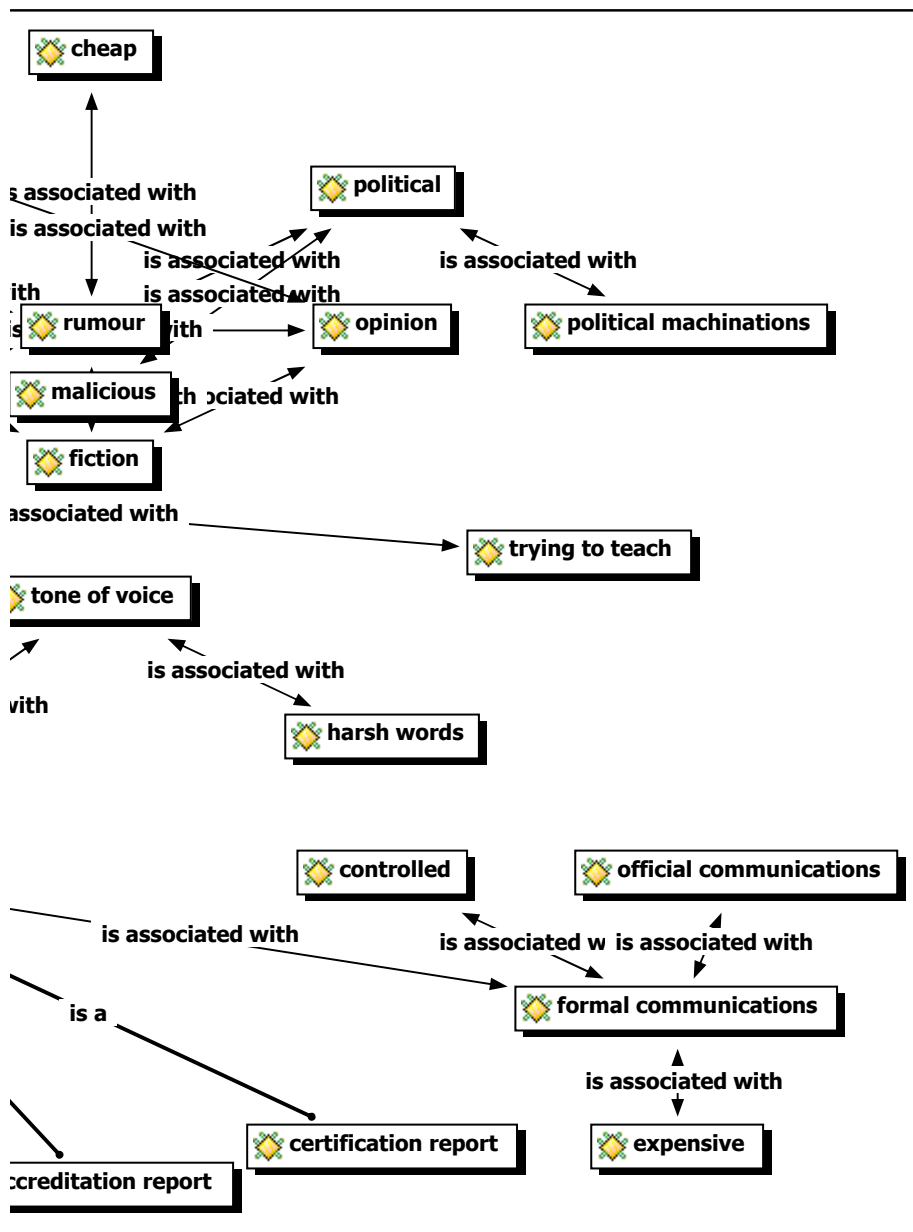 cheap
s associated with
political
is associated with
is associated with
is associated with
ith
is associated with
rumour
is
with
opinion
political machinations
malicious
th
ociated with
fiction
associated with
trying to teach
tone of voice
is associated with
with
harsh words
controlled
official communications
is associated with
is associated w
is associated with
formal communications
is a
is associated with
certification report
expensive
ccreditation report